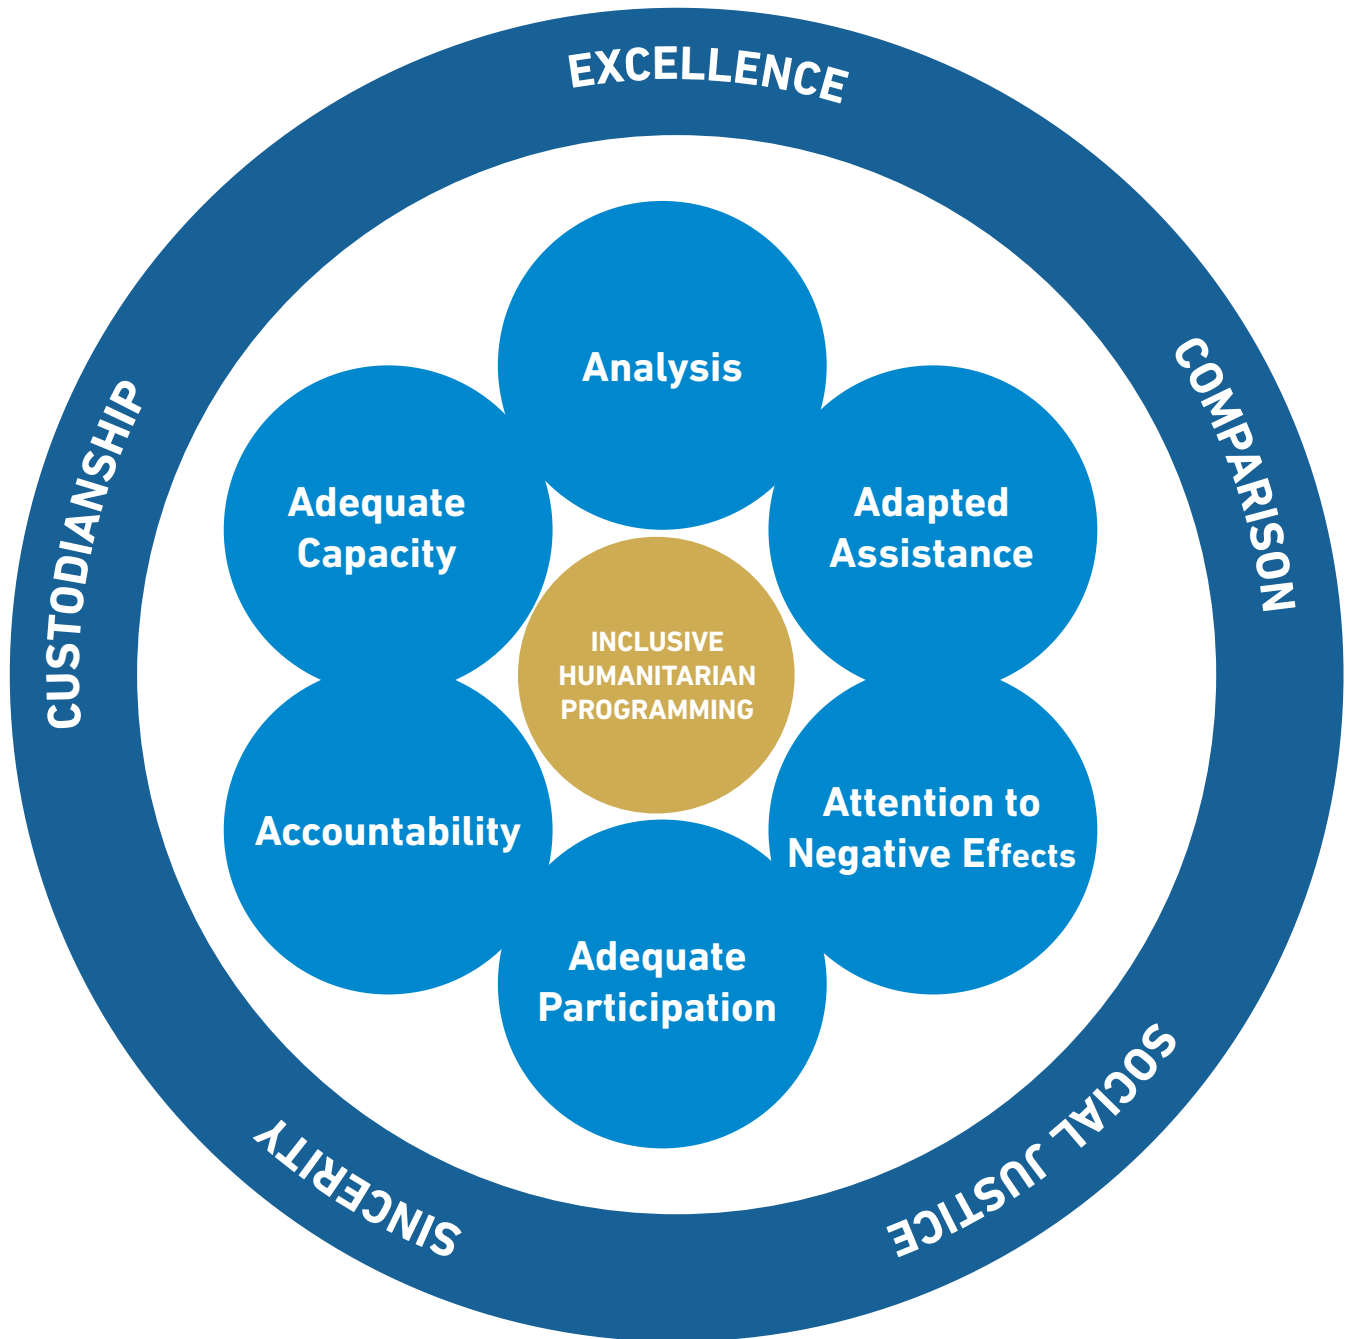 EXCELLENCE
COMPARISON
SOCIAL JUSTICE
SINCERITY
CUSTODIANSHIP
Analysis
Adapted
Assistance
Attention to
Negative Effects
Adequate
Participation
Accountability
Adequate
Capacity
INCLUSIVE
HUMANITARIAN
PROGRAMMING